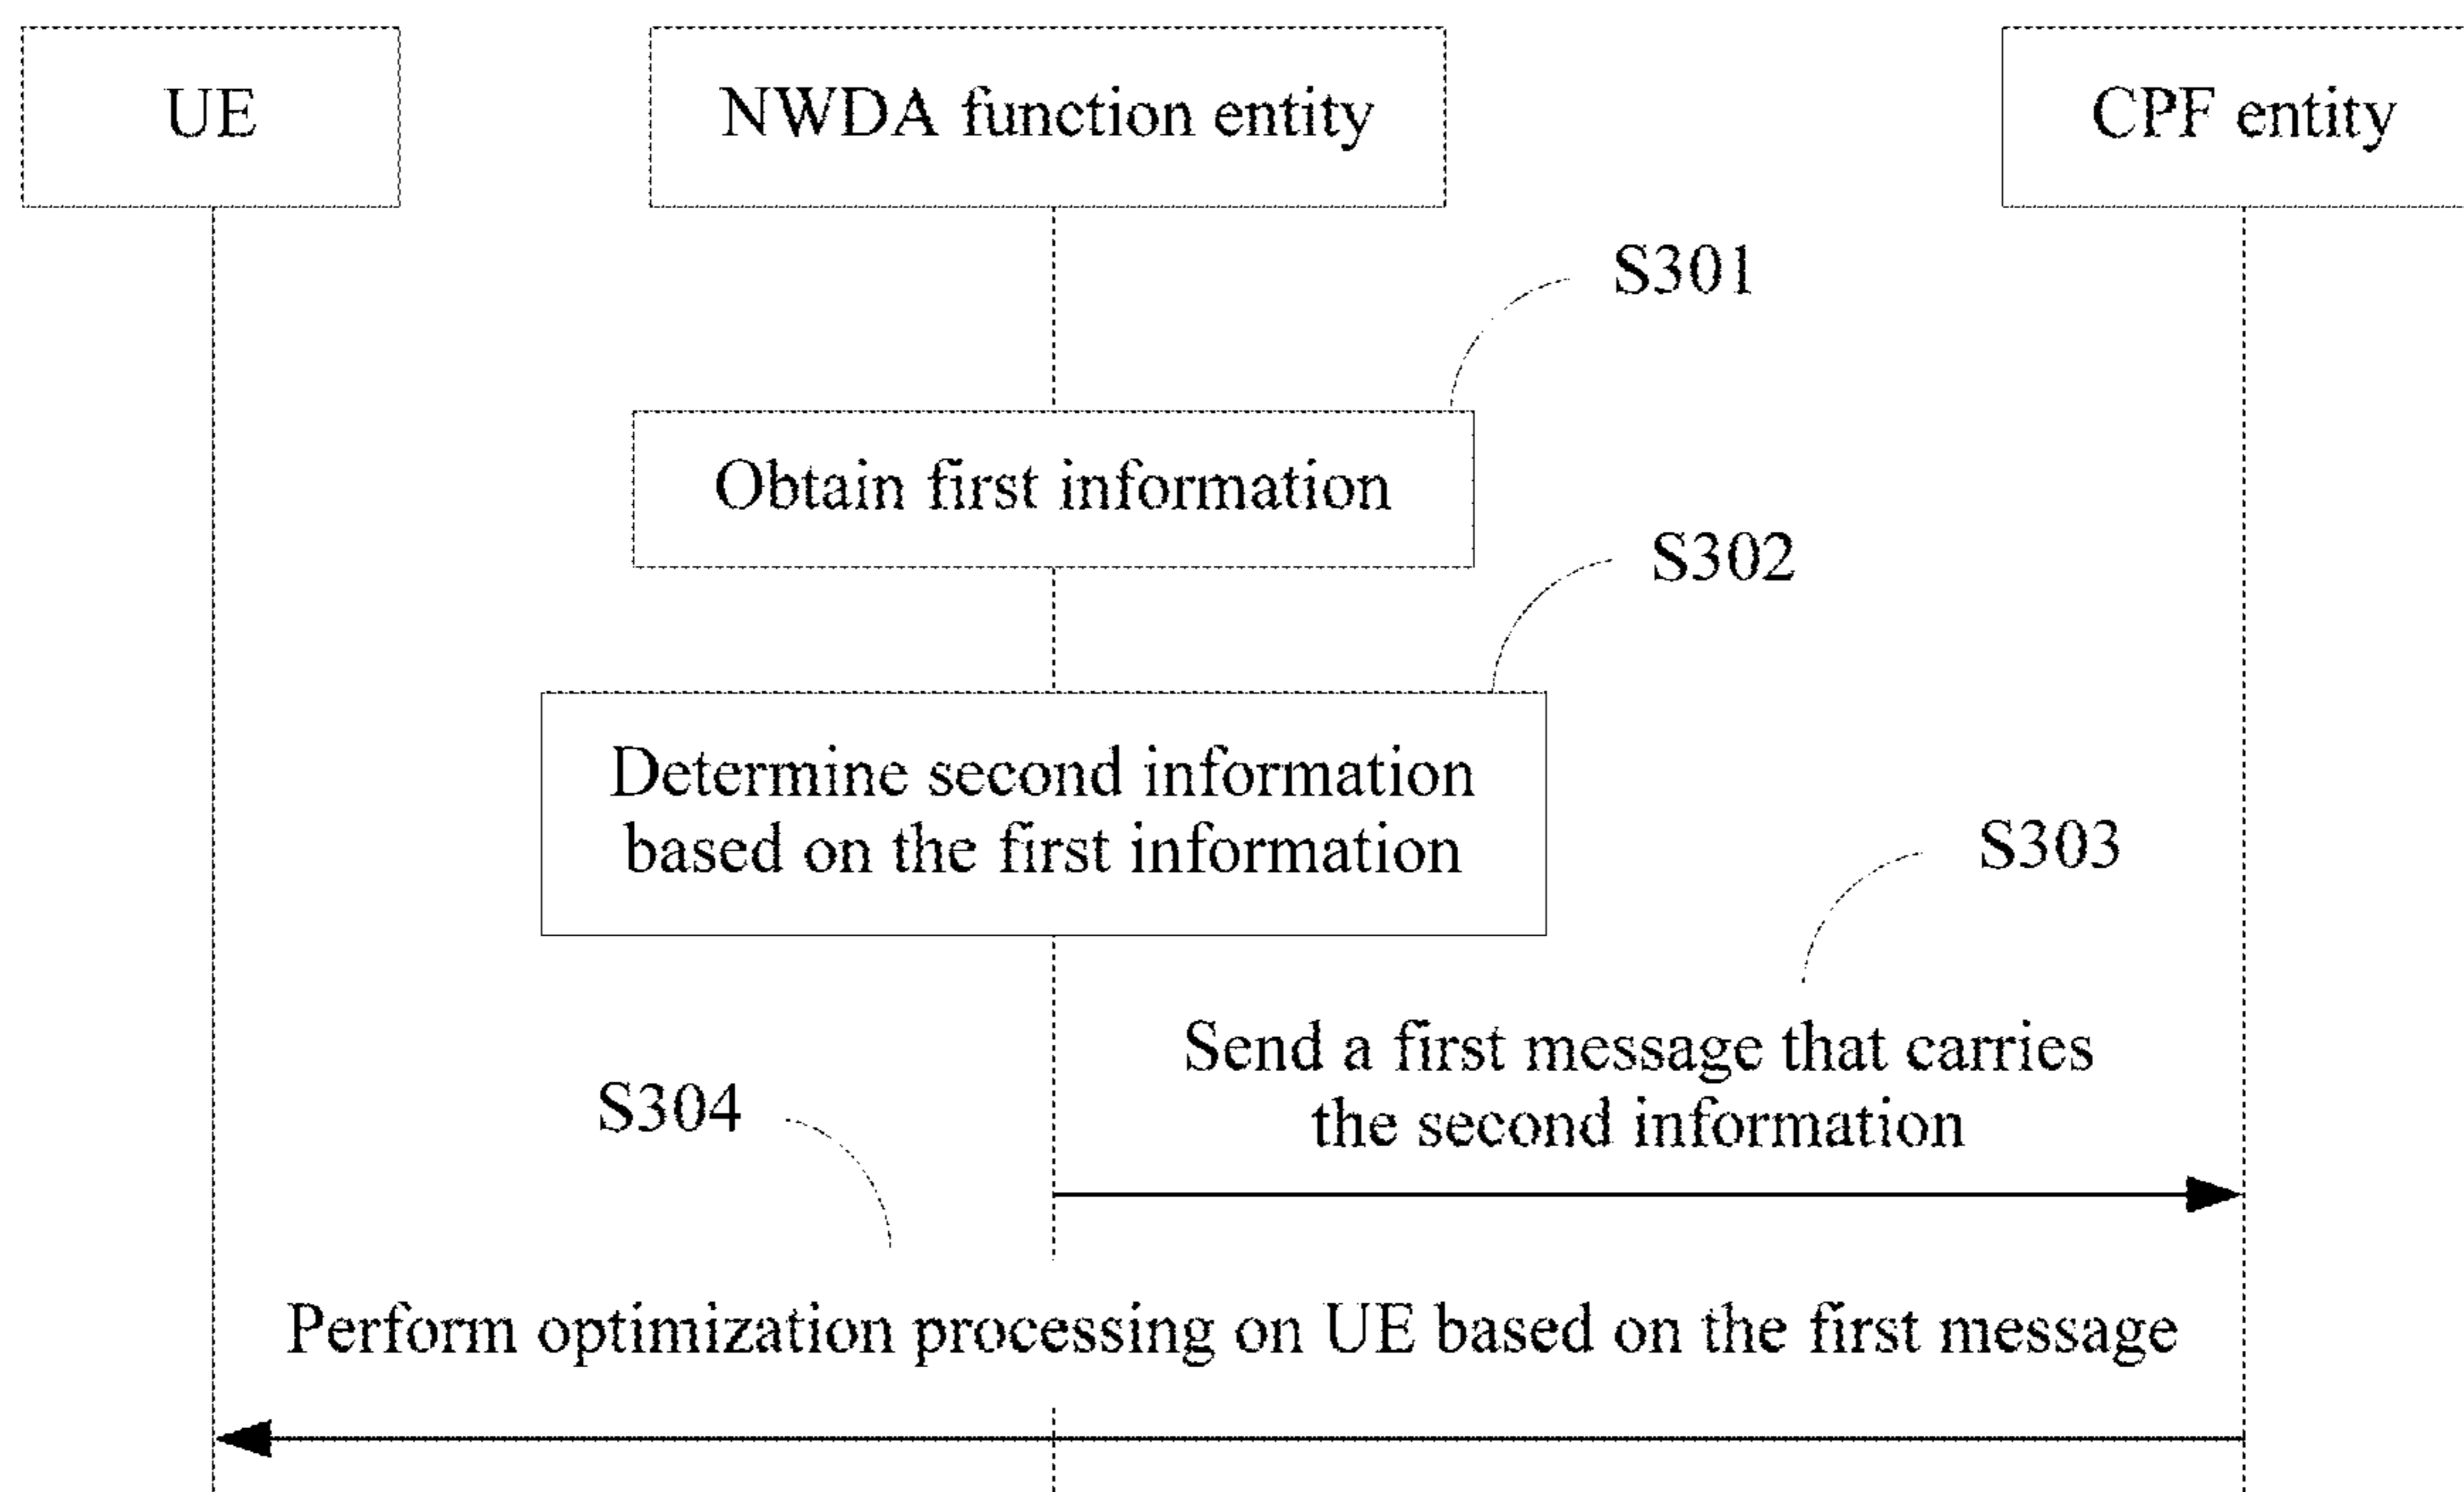 UE
NWDA function entity
CPF entity
S301
Obtain first information
S302
Determine second information
based on the first information
S303
Send a first message that carries
the second information
S304
Perform optimization processing on UE based on the first message